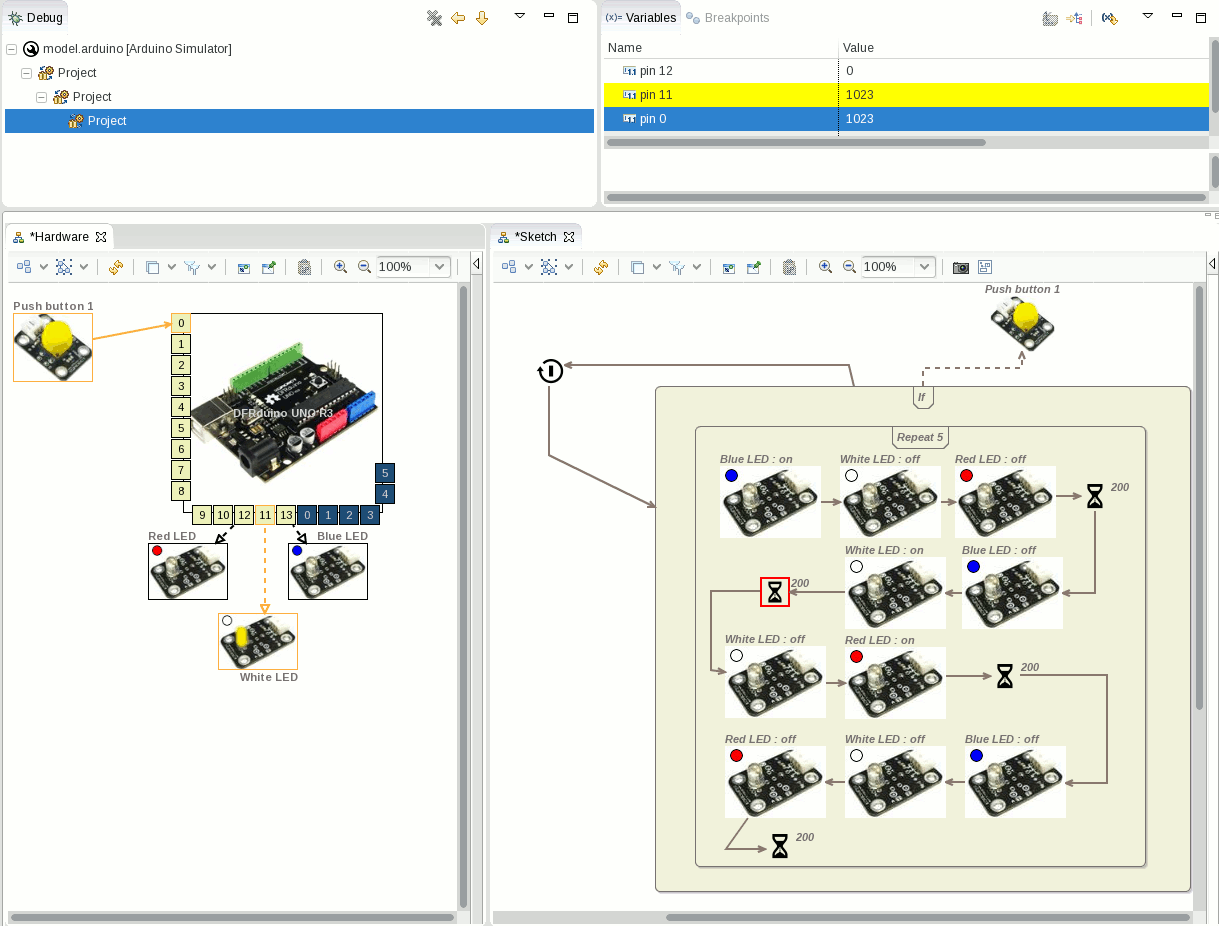 Debug
model.arduino [Arduino Simulator]
Project
Project
Project
(x)= Variables
Breakpoints
Name Value
pin 12 0
pin 11 1023
pin 0 1023
*Hardware
100%
Push button 1
0
1
2
3
4
5
6
7
8
DFRduino UNO R3
5
4
9 10 12 11 13 0 1 2 3
Red LED
Blue LED
White LED
*Sketch
100%
Push button 1
If
Repeat 5
Blue LED : on
White LED : off
Red LED : off
200
White LED : on
Blue LED : off
200
White LED : off
Red LED : on
200
Red LED : off
White LED : off
Blue LED : off
200